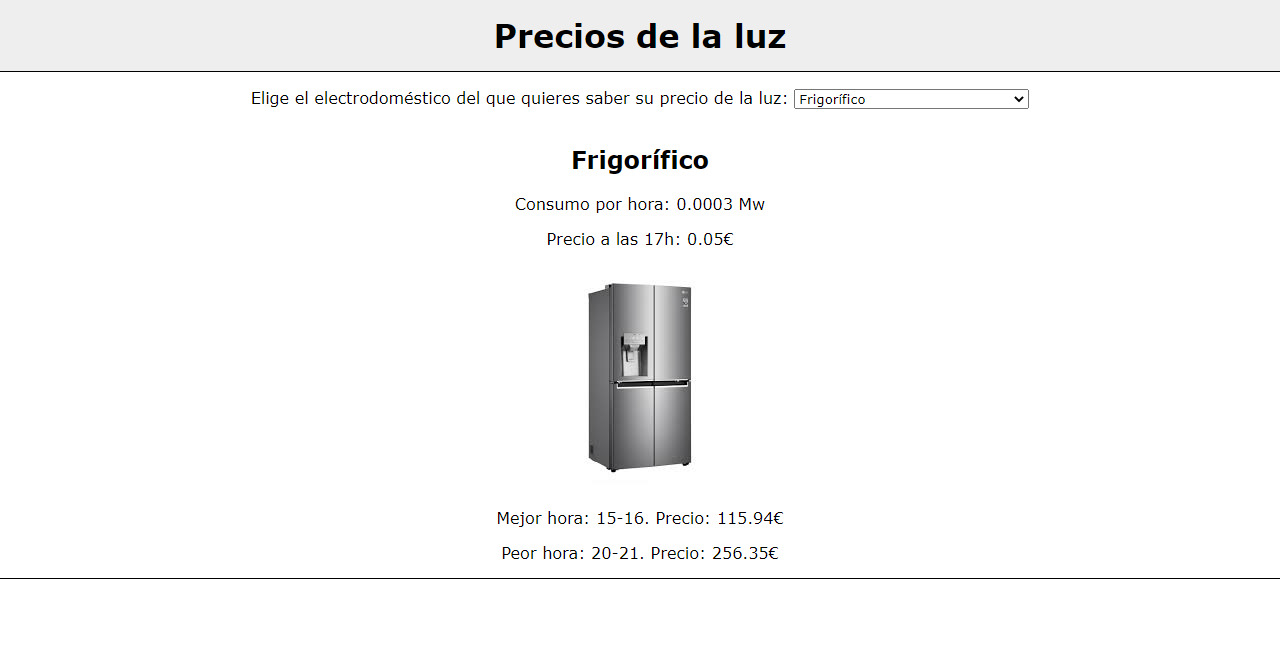 Precios de la luz
Elige el electrodoméstico del que quieres saber su precio de la luz: Frigorífico
Frigorífico
Consumo por hora: 0.0003 Mw
Precio a las 17h: 0.05€
Mejor hora: 15-16. Precio: 115.94€
Peor hora: 20-21. Precio: 256.35€